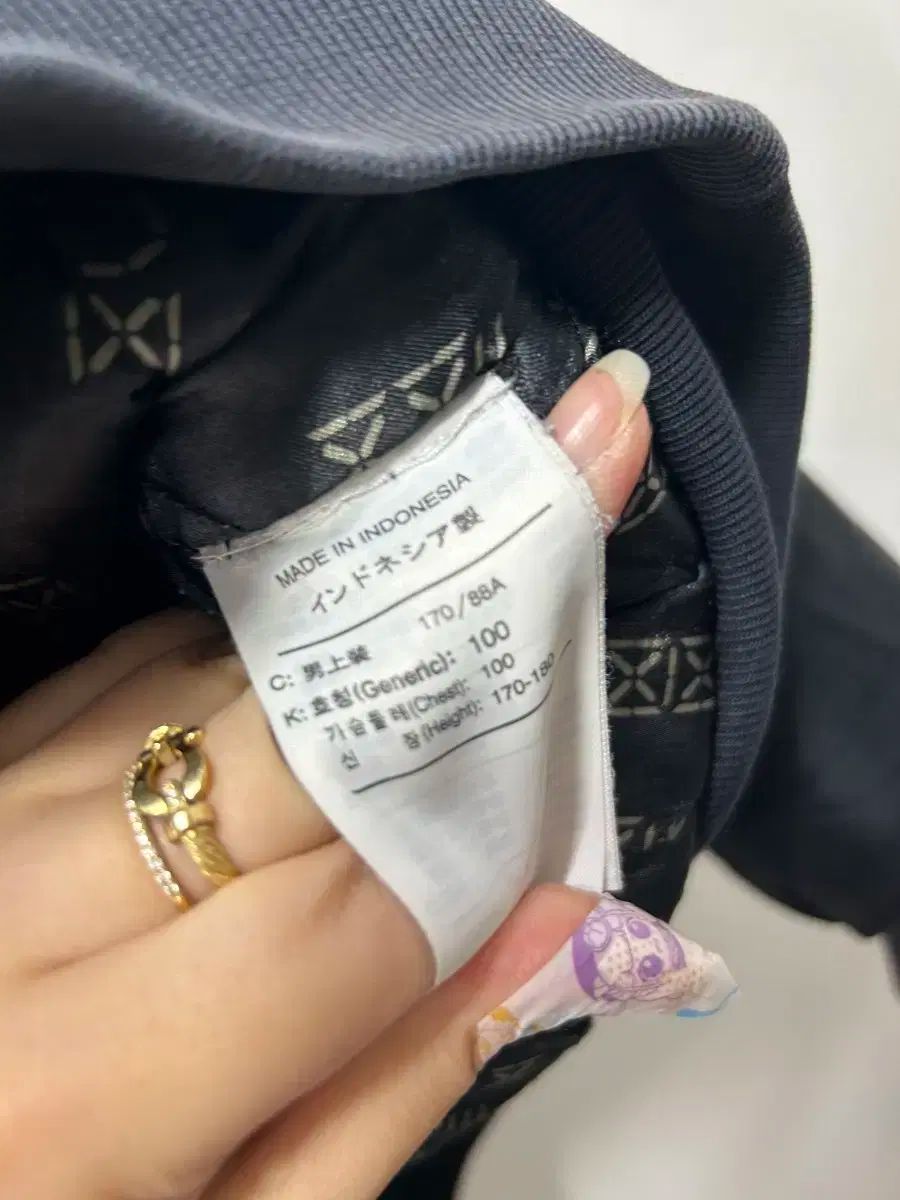 MADE IN INDONESIA
インドネシア製
C: 男上装 170/88A
K: 호칭(Generic): 100
가슴둘레(Chest): 100
신 장(Height): 170-180